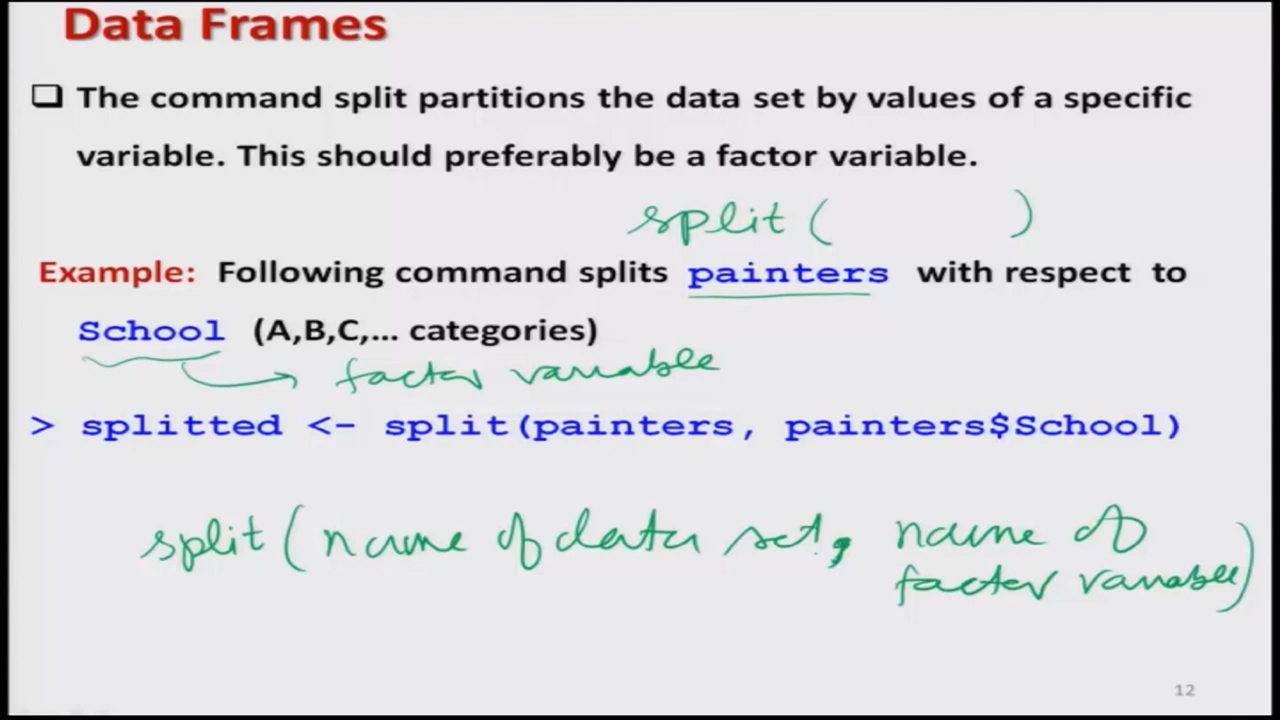 Data Frames
❑ The command split partitions the data set by values of a specific
variable. This should preferably be a factor variable.
split ( )
Example: Following command splits painters with respect to
School (A,B,C,... categories)
factor variable
> splitted <- split(painters, painters$School)
split ( name of data set, name of
factor variable )
12